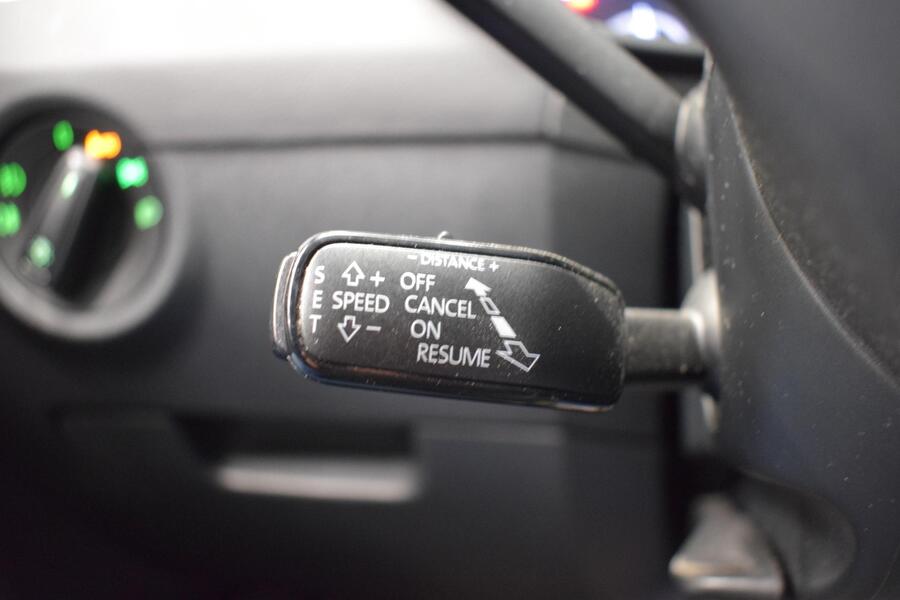 - DISTANCE +
S + OFF
E SPEED CANCEL
T - ON
RESUME